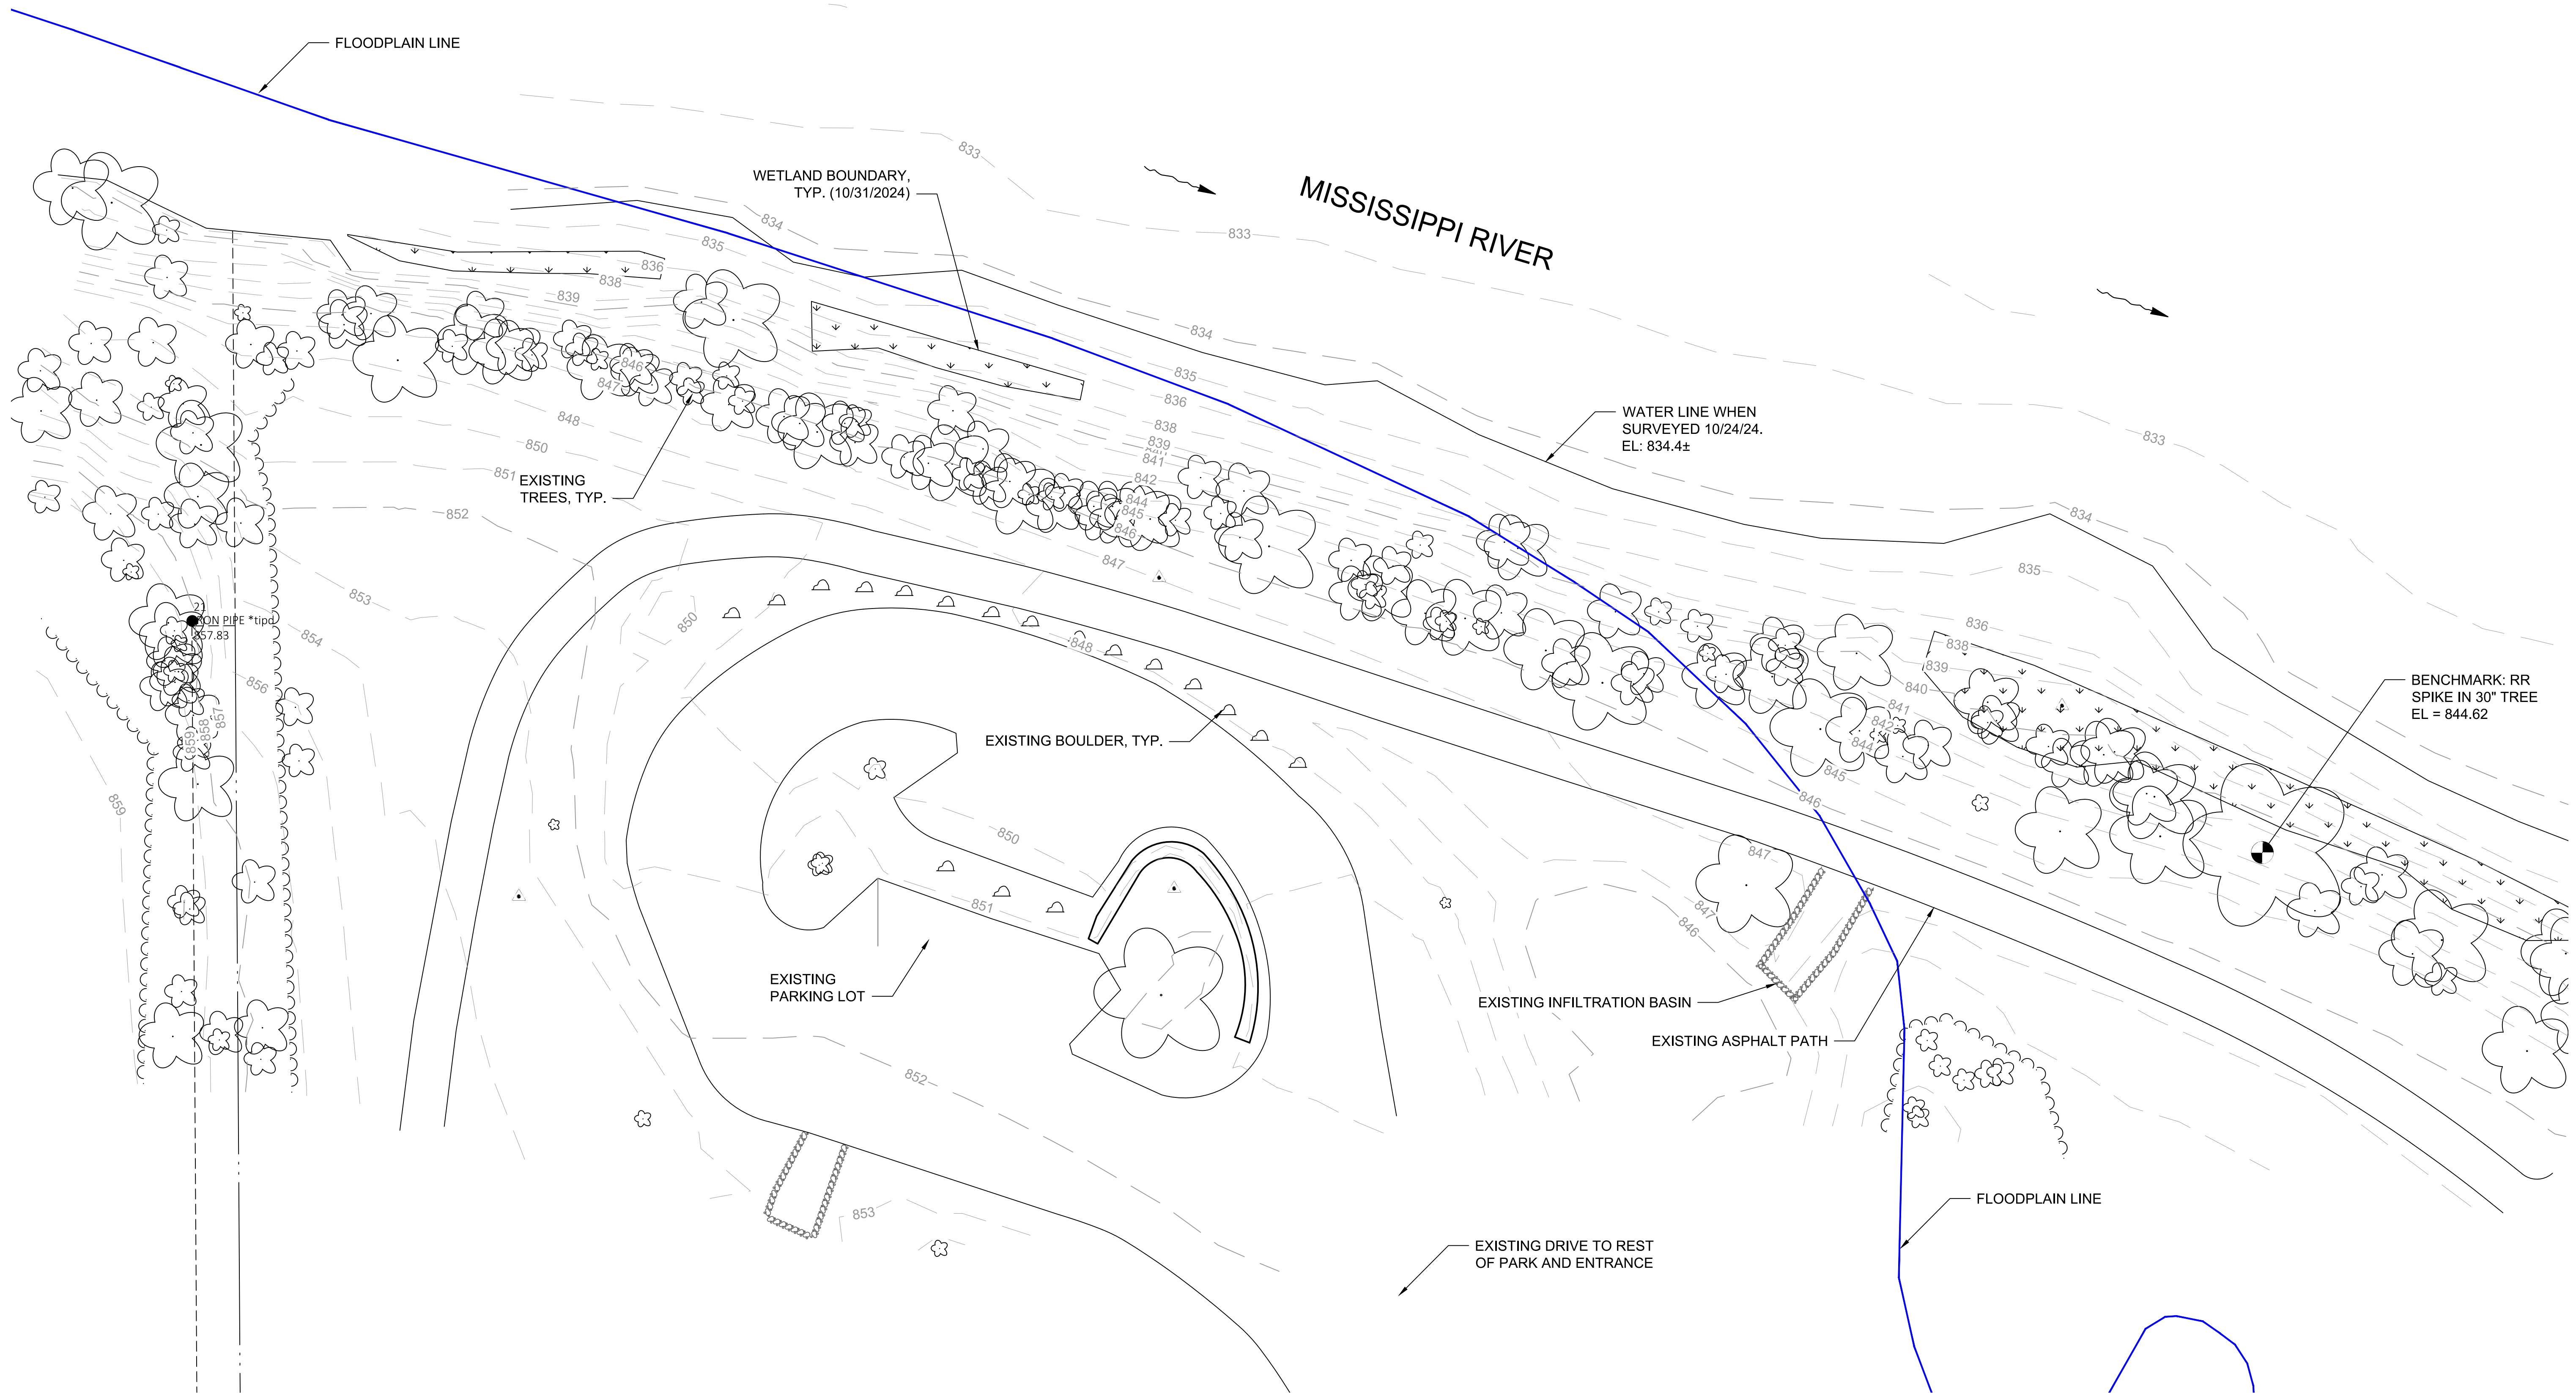 FLOODPLAIN LINE
833
WETLAND BOUNDARY,
TYP. (10/31/2024)
MISSISSIPPI RIVER
834
833
835
836
838
839
834
835
836
846
847
WATER LINE WHEN
SURVEYED 10/24/24.
EL: 834.4±
833
848
838
850
839
841
851
EXISTING
TREES, TYP.
842
844
845
846
852
834
847
835
853
21
IRON PIPE *tipd
857.83
850
854
848
836
838
839
856
840
BENCHMARK: RR
SPIKE IN 30" TREE
EL = 844.62
841
842
844
857
858
859
EXISTING BOULDER, TYP.
845
859
846
850
847
851
847
846
EXISTING
PARKING LOT
EXISTING INFILTRATION BASIN
EXISTING ASPHALT PATH
852
853
FLOODPLAIN LINE
EXISTING DRIVE TO REST
OF PARK AND ENTRANCE